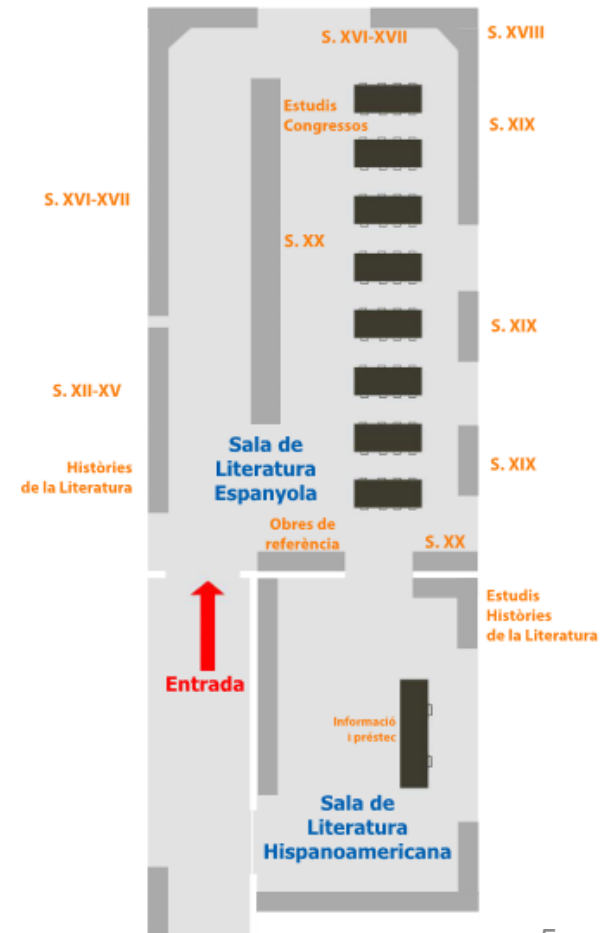 S. XVI-XVII
S. XVIII
Estudis
Congressos
S. XIX
S. XVI-XVII
S. XX
S. XIX
S. XII-XV
Sala de
Literatura
Espanyola
Històries
de la Literatura
S. XIX
Obres de
referència
S. XX
Estudis
Històries
de la Literatura
Entrada
Informació
i préstec
Sala de
Literatura
Hispanoamericana